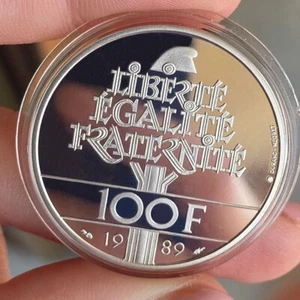 LIBERTÉ
ÉGALITÉ
FRATERNITÉ
100F
1989